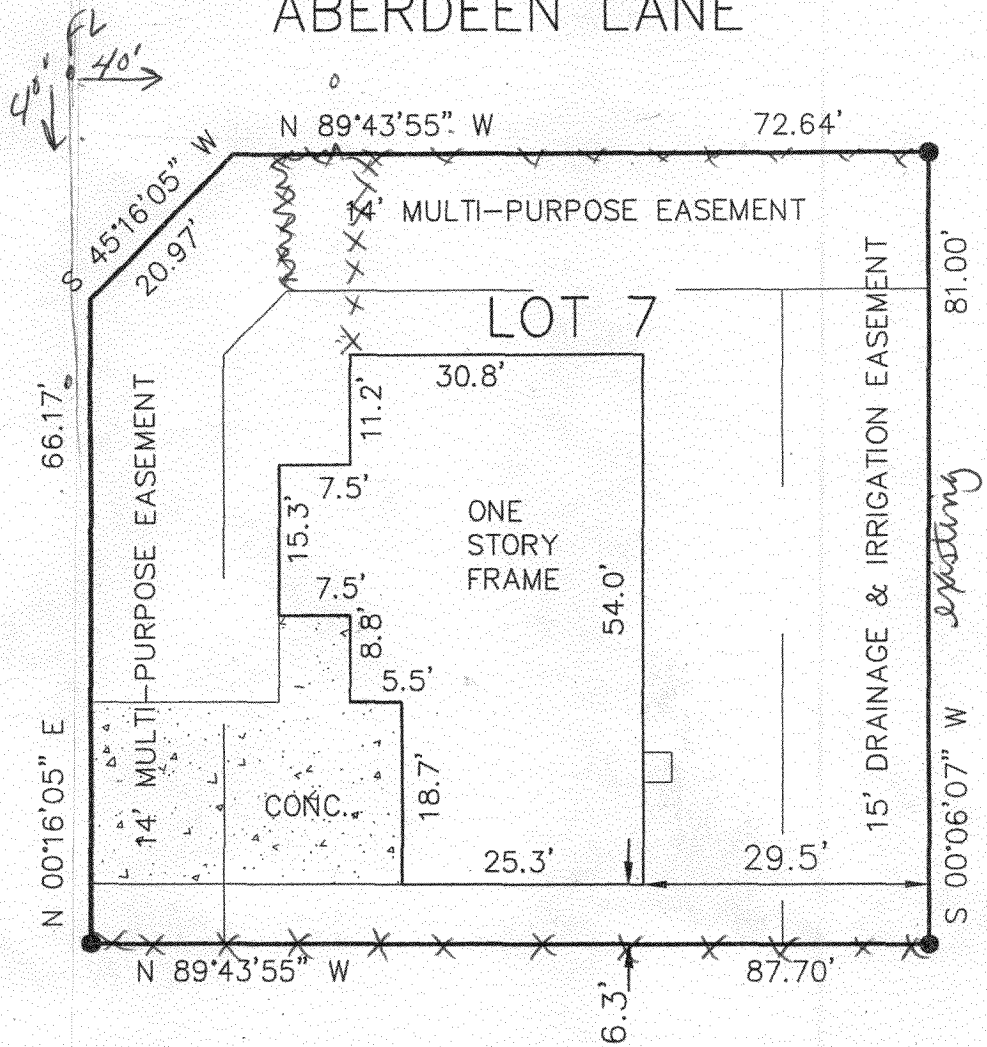 ABERDEEN LANE
FL
40'
40'
N 89°43'55" W
72.64'
S 45°16'05" W
20.97'
14' MULTI-PURPOSE EASEMENT
LOT 7
81.00'
66.17'
30.8'
11.2'
7.5'
15.3'
7.5'
8.8'
5.5'
ONE
STORY
FRAME
54.0'
14' MULTI-PURPOSE EASEMENT
15' DRAINAGE & IRRIGATION EASEMENT
existing
N 00°16'05" E
S 00°06'07" W
CONC.
18.7'
25.3'
29.5'
N 89°43'55" W
87.70'
6.3'